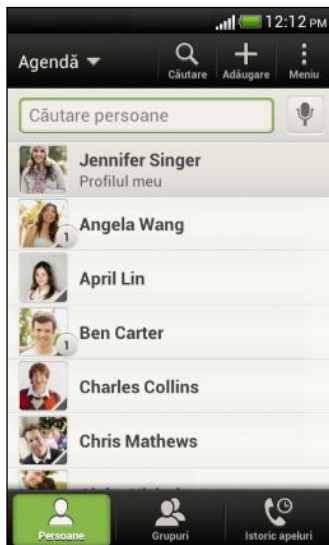 12:12 PM
Agendă
Căutare
Adăugare
Meniu
Căutare persoane
Jennifer Singer
Profilul meu
Angela Wang
1
April Lin
Ben Carter
1
Charles Collins
Chris Mathews
Persoane
Grupuri
Istoric apeluri